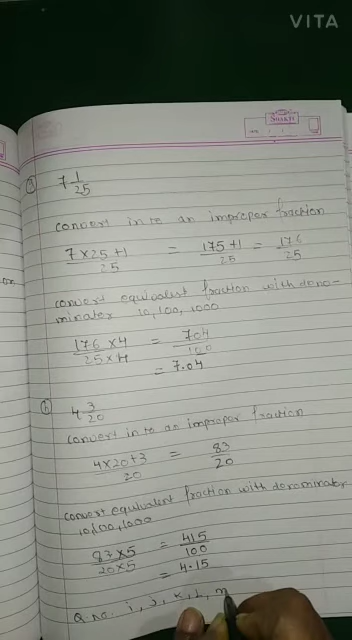 VITA
7 1/25
convert in to an improper fraction
7×25+1/25 = 175+1/25 = 176/25
convert equivalent fraction with deno-
minator 10,100,1000
176×4/25×4 = 704/100
= 7.04
4 3/20
convert in to an improper fraction
4×20+3/20 = 83/20
convert equivalent fraction with denominator
10,100,1000
83×5/20×5 = 415/100
= 4.15
Q.no. i, j, k, l, m